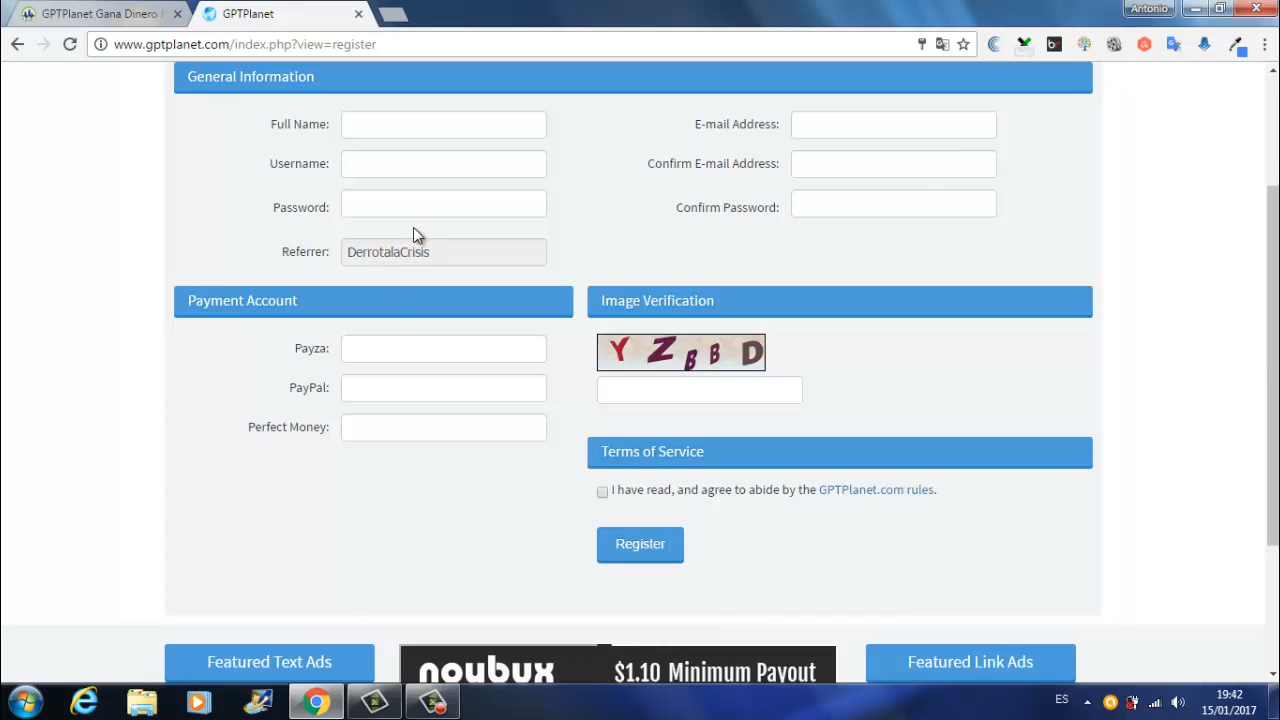 GPTPlanet Gana Dinero
GPTPlanet
Antonio
www.gptplanet.com/index.php?view=register
General Information
Full Name:
E-mail Address:
Username:
Confirm E-mail Address:
Password:
Confirm Password:
Referrer:
DerrotalaCrisis
Payment Account
Image Verification
Payza:
Y Z B B D
PayPal:
Perfect Money:
Terms of Service
I have read, and agree to abide by the GPTPlanet.com rules.
Register
Featured Text Ads
noubux
$1.10 Minimum Payout
Featured Link Ads
ES
19:42
15/01/2017